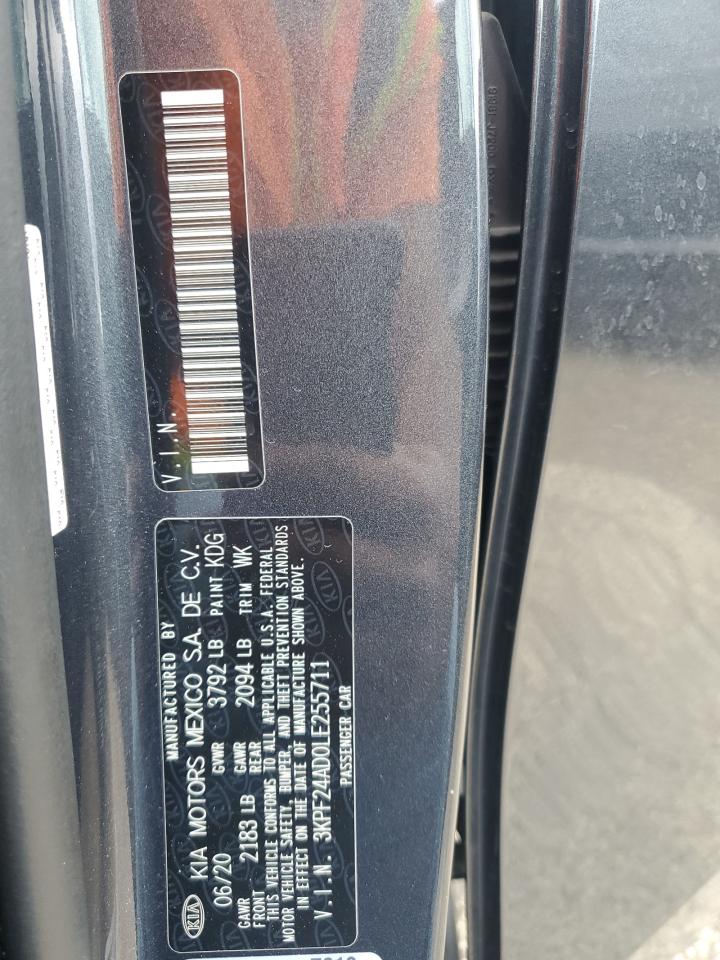 MANUFACTURED BY
KIA KIA MOTORS MEXICO S.A. DE C.V.
06/20 GVWR 3792 LB PAINT KDG
GAWR FRONT 2183 LB GAWR REAR 2094 LB TRIM WK
THIS VEHICLE CONFORMS TO ALL APPLICABLE U.S.A. FEDERAL
MOTOR VEHICLE SAFETY, BUMPER, AND THEFT PREVENTION STANDARDS
IN EFFECT ON THE DATE OF MANUFACTURE SHOWN ABOVE.
V.I.N. 3KPF24AD0LE255711
PASSENGER CAR
V.I.N.